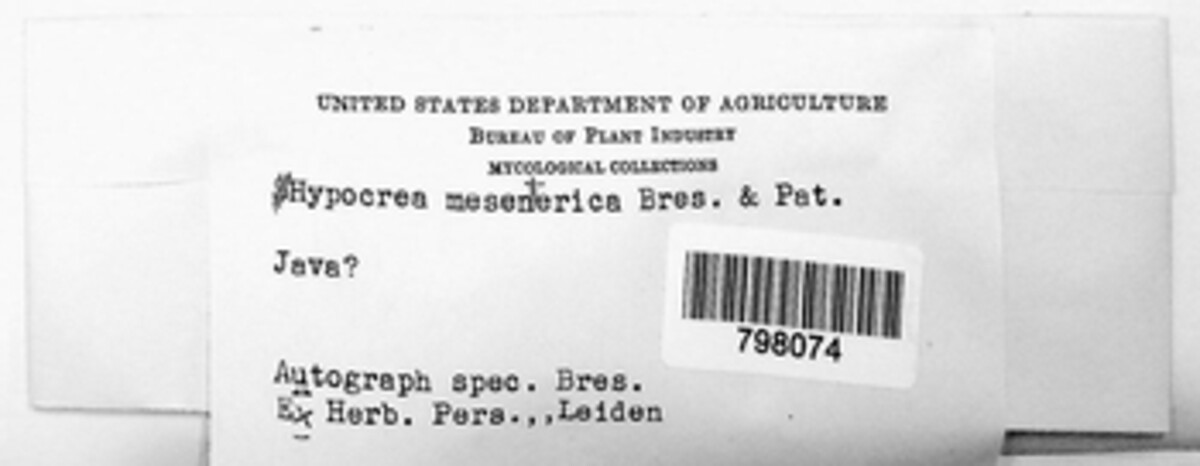 UNITED STATES DEPARTMENT OF AGRICULTURE
BUREAU OF PLANT INDUSTRY
MYCOLOGICAL COLLECTIONS
Hypocrea mesenterica Bres. & Pat.
Java?
798074
Autograph spec. Bres.
Ex Herb. Pers.,,Leiden